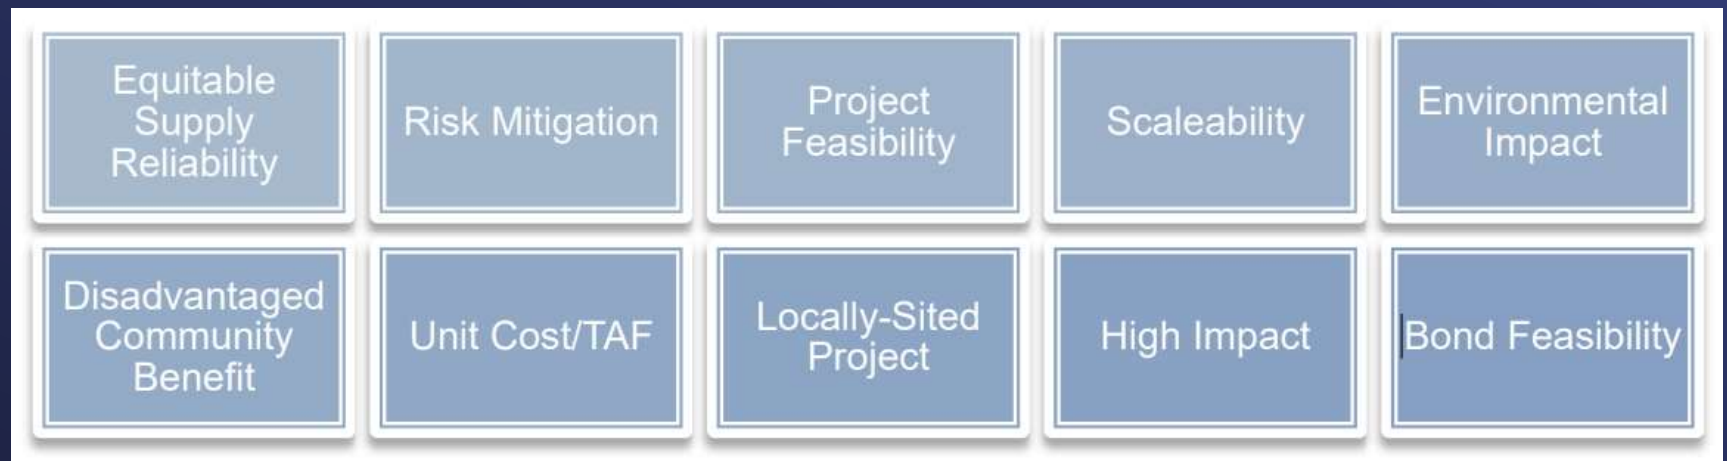 Equitable
Supply
Reliability
Risk Mitigation
Project
Feasibility
Scaleability
Environmental
Impact
Disadvantaged
Community
Benefit
Unit Cost/TAF
Locally-Sited
Project
High Impact
Bond Feasibility